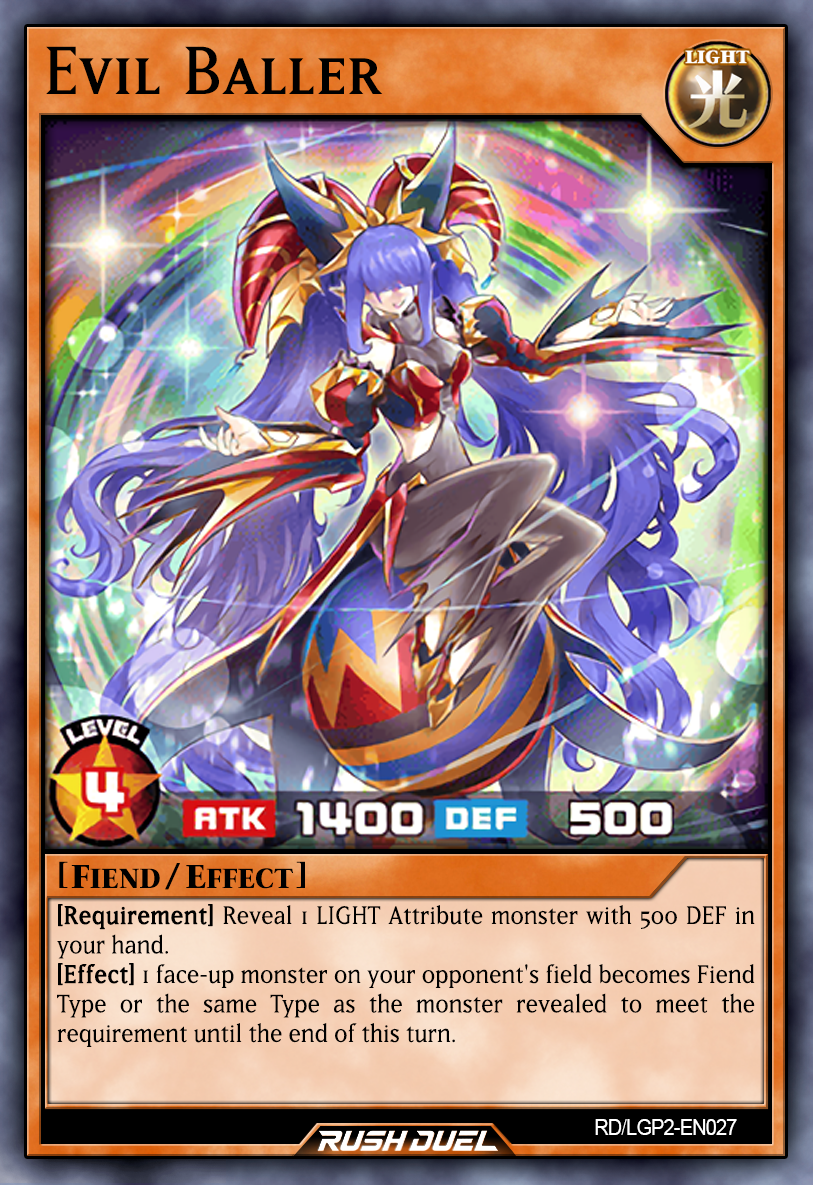 Evil Baller
LIGHT
光
LEVEL
4
ATK 1400 DEF 500
[Fiend / Effect]
[Requirement] Reveal 1 LIGHT Attribute monster with 500 DEF in
your hand.
[Effect] 1 face-up monster on your opponent's field becomes Fiend
Type or the same Type as the monster revealed to meet the
requirement until the end of this turn.
RD/LGP2-EN027
RUSH DUEL